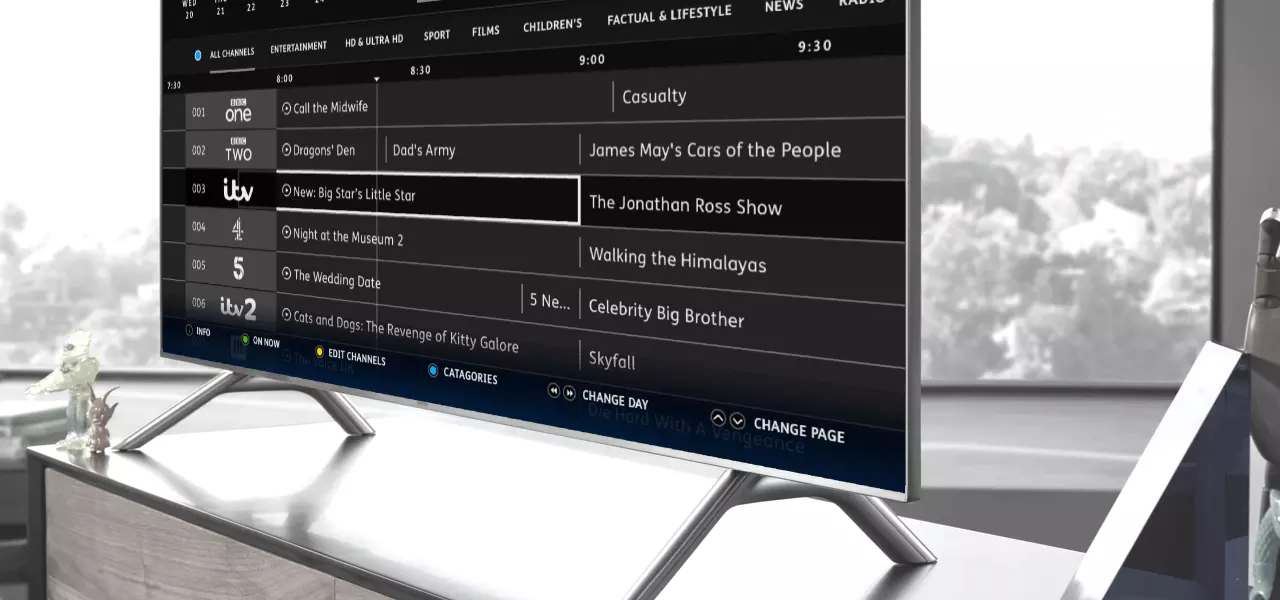 WED
20 21 22 23 24
ALL CHANNELS ENTERTAINMENT HD & ULTRA HD SPORT FILMS CHILDREN'S FACTUAL & LIFESTYLE NEWS RADIO
7:30 8:00 8:30 9:00 9:30
001 BBC one Call the Midwife Casualty
002 BBC TWO Dragons' Den Dad's Army James May's Cars of the People
003 itv New: Big Star's Little Star The Jonathan Ross Show
004 4 Night at the Museum 2 Walking the Himalayas
005 5 The Wedding Date 5 Ne... Celebrity Big Brother
006 itv2 Cats and Dogs: The Revenge of Kitty Galore Skyfall
The Voice UK Die Hard With A Vengeance
INFO ON NOW EDIT CHANNELS CATAGORIES CHANGE DAY CHANGE PAGE